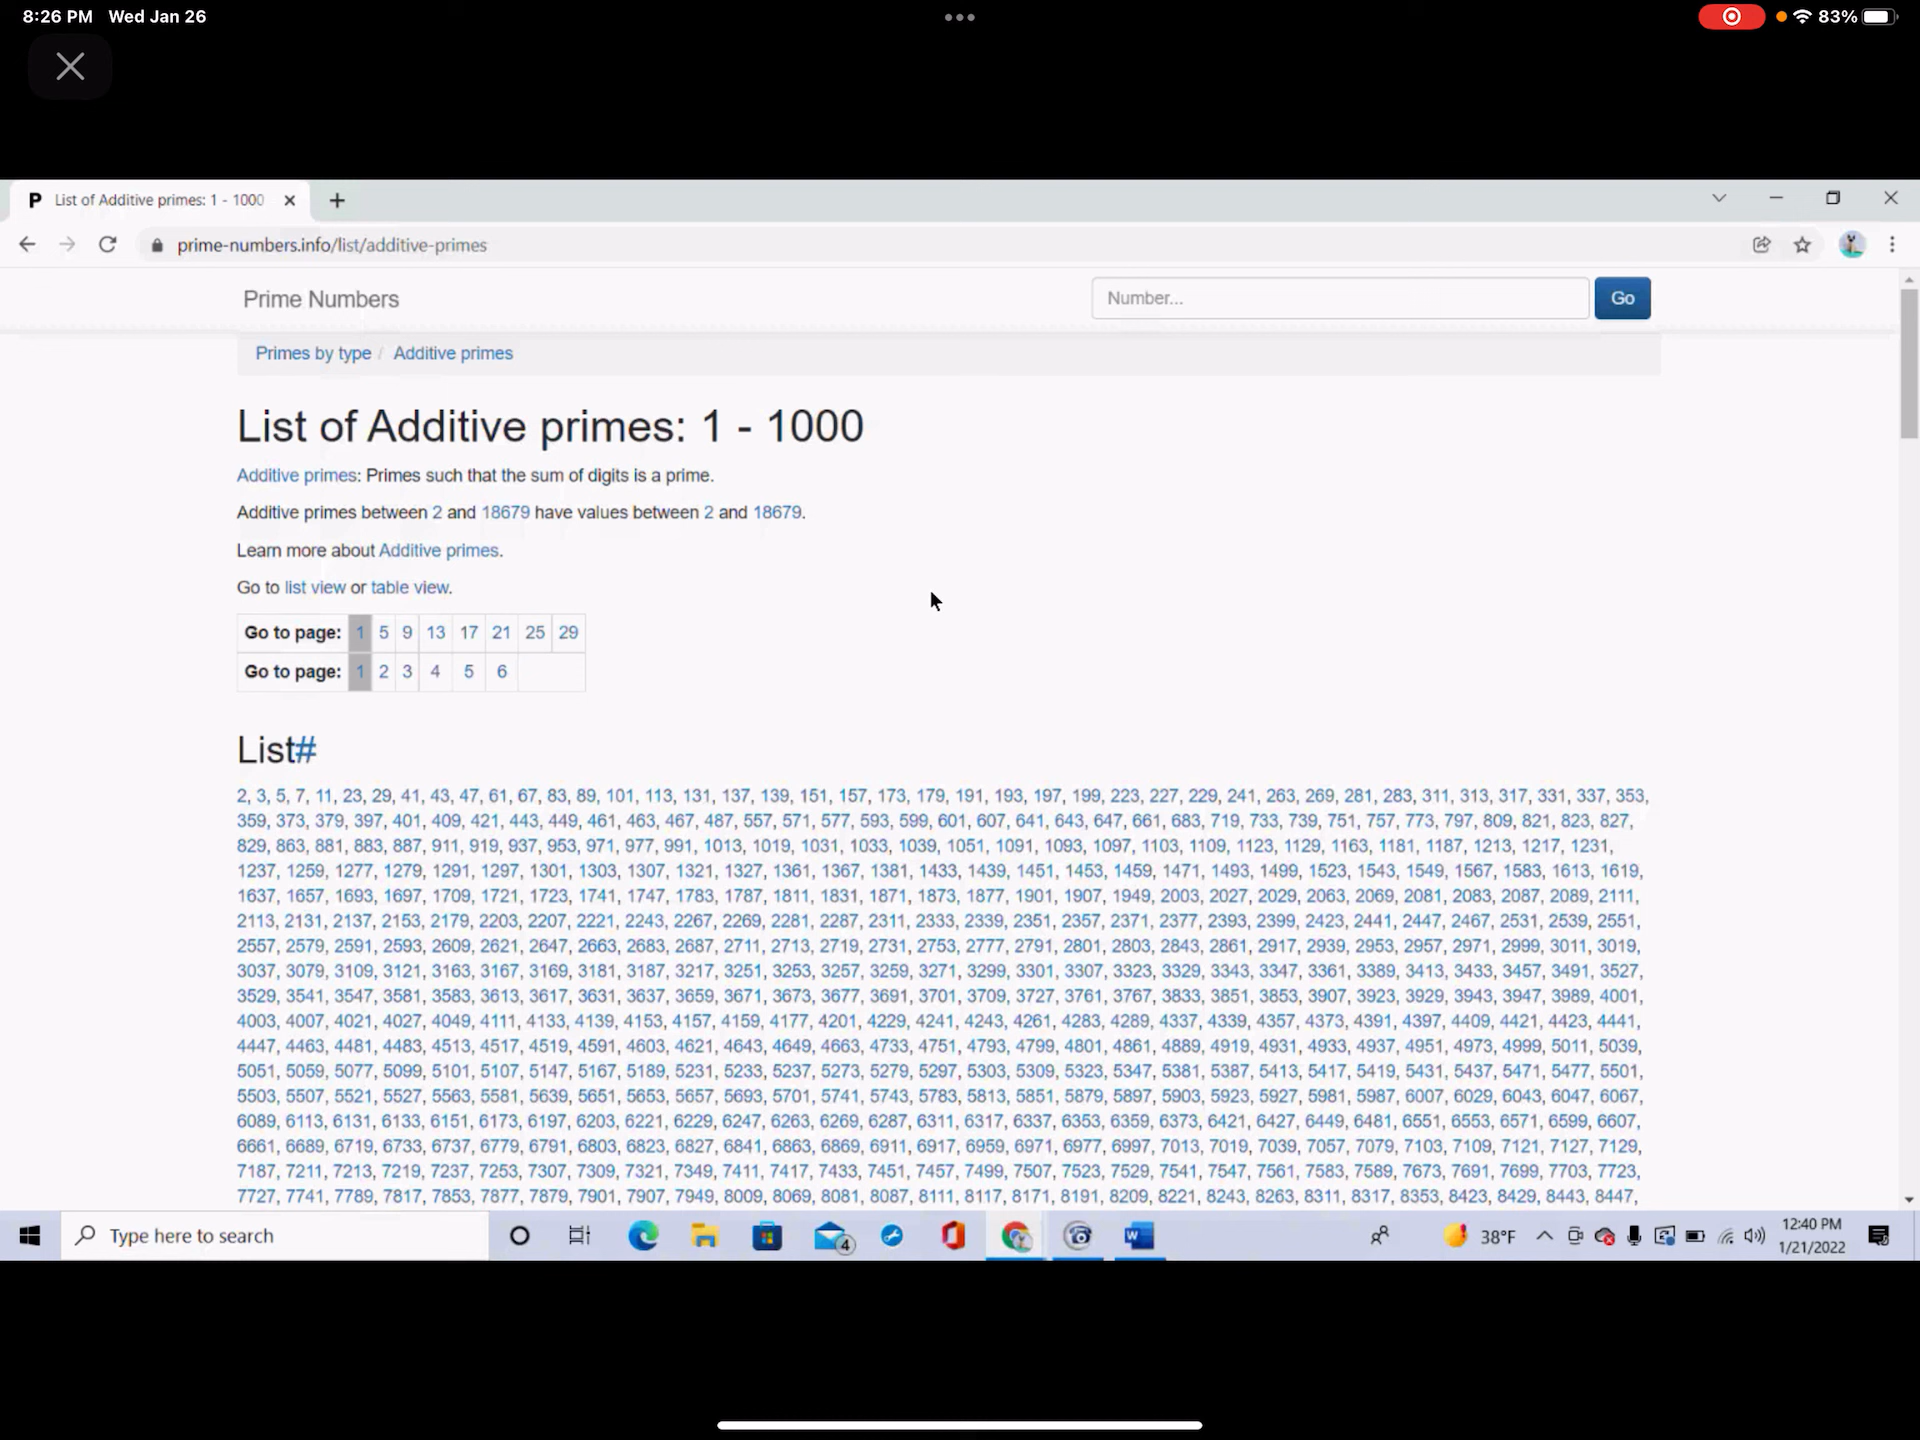 8:26 PM Wed Jan 26
83%
P List of Additive primes: 1 - 1000
prime-numbers.info/list/additive-primes
Prime Numbers
Number...
Go
Primes by type / Additive primes
List of Additive primes: 1 - 1000
Additive primes: Primes such that the sum of digits is a prime.
Additive primes between 2 and 18679 have values between 2 and 18679.
Learn more about Additive primes.
Go to list view or table view.
Go to page: 1 5 9 13 17 21 25 29
Go to page: 1 2 3 4 5 6
List#
2, 3, 5, 7, 11, 23, 29, 41, 43, 47, 61, 67, 83, 89, 101, 113, 131, 137, 139, 151, 157, 173, 179, 191, 193, 197, 199, 223, 227, 229, 241, 263, 269, 281, 283, 311, 313, 317, 331, 337, 353,
359, 373, 379, 397, 401, 409, 421, 443, 449, 461, 463, 467, 487, 557, 571, 577, 593, 599, 601, 607, 641, 643, 647, 661, 683, 719, 733, 739, 751, 757, 773, 797, 809, 821, 823, 827,
829, 863, 881, 883, 887, 911, 919, 937, 953, 971, 977, 991, 1013, 1019, 1031, 1033, 1039, 1051, 1091, 1093, 1097, 1103, 1109, 1123, 1129, 1163, 1181, 1187, 1213, 1217, 1231,
1237, 1259, 1277, 1279, 1291, 1297, 1301, 1303, 1307, 1321, 1327, 1361, 1367, 1381, 1433, 1439, 1451, 1453, 1459, 1471, 1493, 1499, 1523, 1543, 1549, 1567, 1583, 1613, 1619,
1637, 1657, 1693, 1697, 1709, 1721, 1723, 1741, 1747, 1783, 1787, 1811, 1831, 1871, 1873, 1877, 1901, 1907, 1949, 2003, 2027, 2029, 2063, 2069, 2081, 2083, 2087, 2089, 2111,
2113, 2131, 2137, 2153, 2179, 2203, 2207, 2221, 2243, 2267, 2269, 2281, 2287, 2311, 2333, 2339, 2351, 2357, 2371, 2377, 2393, 2399, 2423, 2441, 2447, 2467, 2531, 2539, 2551,
2557, 2579, 2591, 2593, 2609, 2621, 2647, 2663, 2683, 2687, 2711, 2713, 2719, 2731, 2753, 2777, 2791, 2801, 2803, 2843, 2861, 2917, 2939, 2953, 2957, 2971, 2999, 3011, 3019,
3037, 3079, 3109, 3121, 3163, 3167, 3169, 3181, 3187, 3217, 3251, 3253, 3257, 3259, 3271, 3299, 3301, 3307, 3323, 3329, 3343, 3347, 3361, 3389, 3413, 3433, 3457, 3491, 3527,
3529, 3541, 3547, 3581, 3583, 3613, 3617, 3631, 3637, 3659, 3671, 3673, 3677, 3691, 3701, 3709, 3727, 3761, 3767, 3833, 3851, 3853, 3907, 3923, 3929, 3943, 3947, 3989, 4001,
4003, 4007, 4021, 4027, 4049, 4111, 4133, 4139, 4153, 4157, 4159, 4177, 4201, 4229, 4241, 4243, 4261, 4283, 4289, 4337, 4339, 4357, 4373, 4391, 4397, 4409, 4421, 4423, 4441,
4447, 4463, 4481, 4483, 4513, 4517, 4519, 4591, 4603, 4621, 4643, 4649, 4663, 4733, 4751, 4793, 4799, 4801, 4861, 4889, 4919, 4931, 4933, 4937, 4951, 4973, 4999, 5011, 5039,
5051, 5059, 5077, 5099, 5101, 5107, 5147, 5167, 5189, 5231, 5233, 5237, 5273, 5279, 5297, 5303, 5309, 5323, 5347, 5381, 5387, 5413, 5417, 5419, 5431, 5437, 5471, 5477, 5501,
5503, 5507, 5521, 5527, 5563, 5581, 5639, 5651, 5653, 5657, 5693, 5701, 5741, 5743, 5783, 5813, 5851, 5879, 5897, 5903, 5923, 5927, 5981, 5987, 6007, 6029, 6043, 6047, 6067,
6089, 6113, 6131, 6133, 6151, 6173, 6197, 6203, 6221, 6229, 6247, 6263, 6269, 6287, 6311, 6317, 6337, 6353, 6359, 6373, 6421, 6427, 6449, 6481, 6551, 6553, 6571, 6599, 6607,
6661, 6689, 6719, 6733, 6737, 6779, 6791, 6803, 6823, 6827, 6841, 6863, 6869, 6911, 6917, 6959, 6971, 6977, 6997, 7013, 7019, 7039, 7057, 7079, 7103, 7109, 7121, 7127, 7129,
7187, 7211, 7213, 7219, 7237, 7253, 7307, 7309, 7321, 7349, 7411, 7417, 7433, 7451, 7457, 7499, 7507, 7523, 7529, 7541, 7547, 7561, 7583, 7589, 7673, 7691, 7699, 7703, 7723,
7727, 7741, 7789, 7817, 7853, 7877, 7879, 7901, 7907, 7949, 8009, 8069, 8081, 8087, 8111, 8117, 8171, 8191, 8209, 8221, 8243, 8263, 8311, 8317, 8353, 8423, 8429, 8443, 8447,
Type here to search
4
W
38°F
12:40 PM
1/21/2022